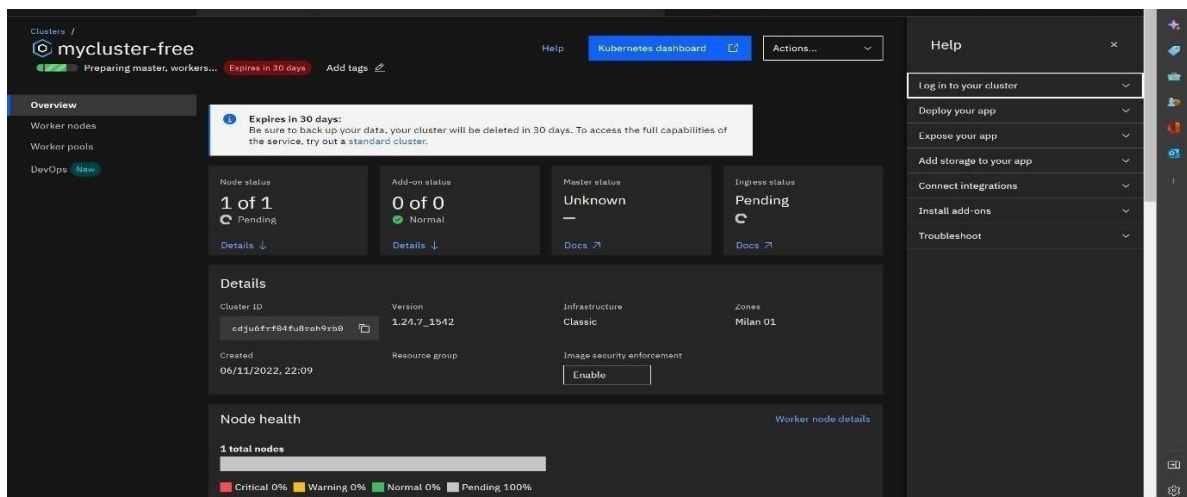 Clusters /
mycluster-free
Help
Kubernetes dashboard
Actions...
Preparing master, workers...
Expires in 30 days
Add tags
Overview
Worker nodes
Worker pools
DevOps New
Expires in 30 days:
Be sure to back up your data, your cluster will be deleted in 30 days. To access the full capabilities of
the service, try out a standard cluster.
Node status
1 of 1
Pending
Details ↓
Add-on status
0 of 0
Normal
Details ↓
Master status
Unknown
—
Docs ↗
Ingress status
Pending
Docs ↗
Details
Cluster ID
cdju6frf04fu8roh9rb0
Version
1.24.7_1542
Infrastructure
Classic
Zones
Milan 01
Created
06/11/2022, 22:09
Resource group
Image security enforcement
Enable
Node health
Worker node details
1 total nodes
Critical 0% Warning 0% Normal 0% Pending 100%
Help
Log in to your cluster
Deploy your app
Expose your app
Add storage to your app
Connect integrations
Install add-ons
Troubleshoot